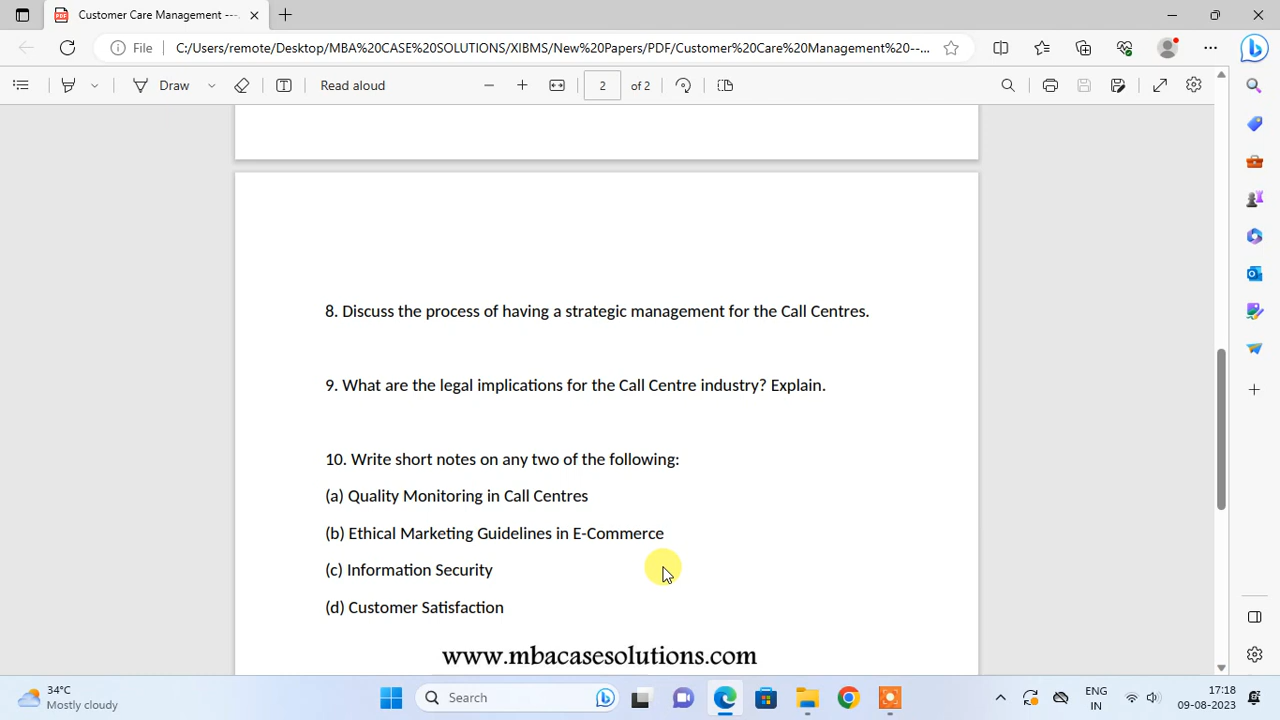 Customer Care Management ---
File
C:/Users/remote/Desktop/MBA%20CASE%20SOLUTIONS/XIBMS/New%20Papers/PDF/Customer%20Care%20Management%20--...
Draw
Read aloud
2 of 2
8. Discuss the process of having a strategic management for the Call Centres.
9. What are the legal implications for the Call Centre industry? Explain.
10. Write short notes on any two of the following:
(a) Quality Monitoring in Call Centres
(b) Ethical Marketing Guidelines in E-Commerce
(c) Information Security
(d) Customer Satisfaction
www.mbacasesolutions.com
34°C
Mostly cloudy
Search
ENG
IN
17:18
09-08-2023